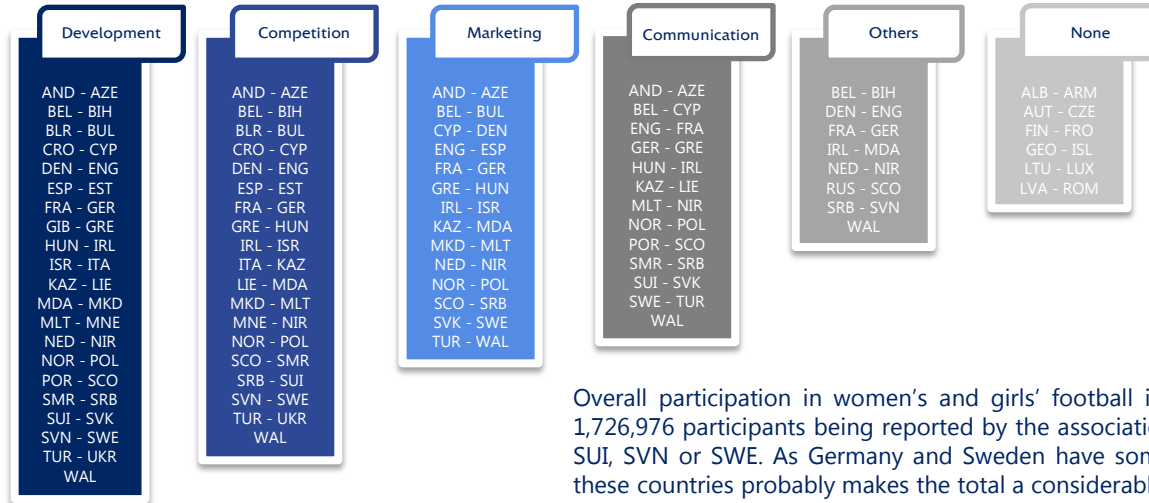 Development
AND - AZE
BEL - BIH
BLR - BUL
CRO - CYP
DEN - ENG
ESP - EST
FRA - GER
GIB - GRE
HUN - IRL
ISR - ITA
KAZ - LIE
MDA - MKD
MLT - MNE
NED - NIR
NOR - POL
POR - SCO
SMR - SRB
SUI - SVK
SVN - SWE
TUR - UKR
WAL
Competition
AND - AZE
BEL - BIH
BLR - BUL
CRO - CYP
DEN - ENG
ESP - EST
FRA - GER
GRE - HUN
IRL - ISR
ITA - KAZ
LIE - MDA
MKD - MLT
MNE - NIR
NOR - POL
SCO - SMR
SRB - SUI
SVN - SWE
TUR - UKR
WAL
Marketing
AND - AZE
BEL - BUL
CYP - DEN
ENG - ESP
FRA - GER
GRE - HUN
IRL - ISR
KAZ - MDA
MKD - MLT
NED - NIR
NOR - POL
SCO - SRB
SVK - SWE
TUR - WAL
Communication
AND - AZE
BEL - CYP
ENG - FRA
GER - GRE
HUN - IRL
KAZ - LIE
MLT - NIR
NOR - POL
POR - SCO
SMR - SRB
SUI - SVK
SWE - TUR
WAL
Others
BEL - BIH
DEN - ENG
FRA - GER
IRL - MDA
NED - NIR
RUS - SCO
SRB - SVN
WAL
None
ALB - ARM
AUT - CZE
FIN - FRO
GEO - ISL
LTU - LUX
LVA - ROM
Overall participation in women's and girls' football
1,726,976 participants being reported by the
SUI, SVN or SWE. As Germany and Sweden have
these countries probably makes the total a